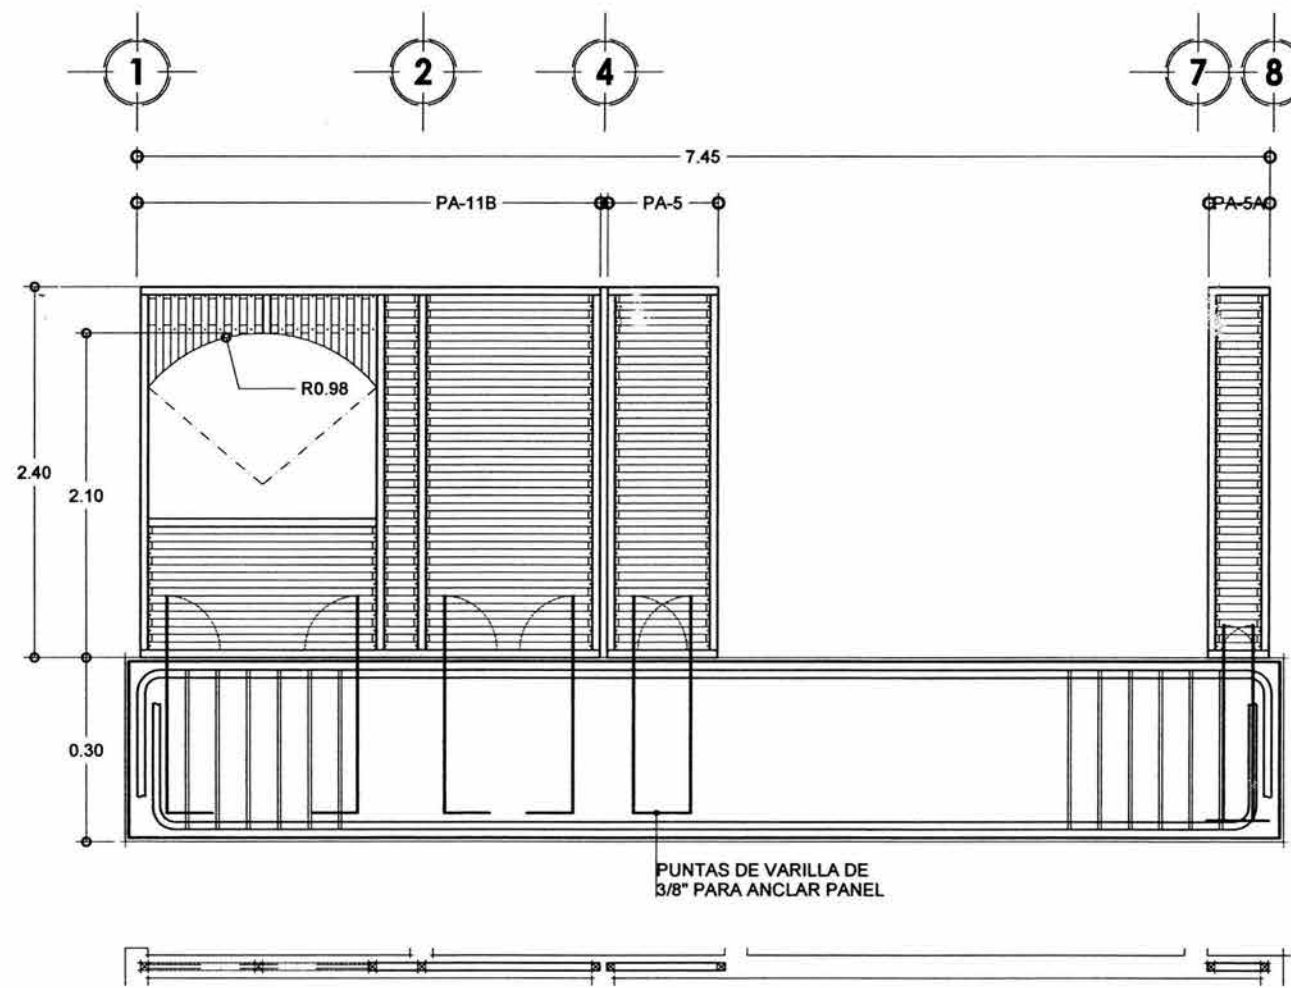 1 2 4 7 8
7.45
PA-11B PA-5 PA-5A
R0.98
2.40
2.10
0.30
PUNTAS DE VARILLA DE
3/8" PARA ANCLAR PANEL